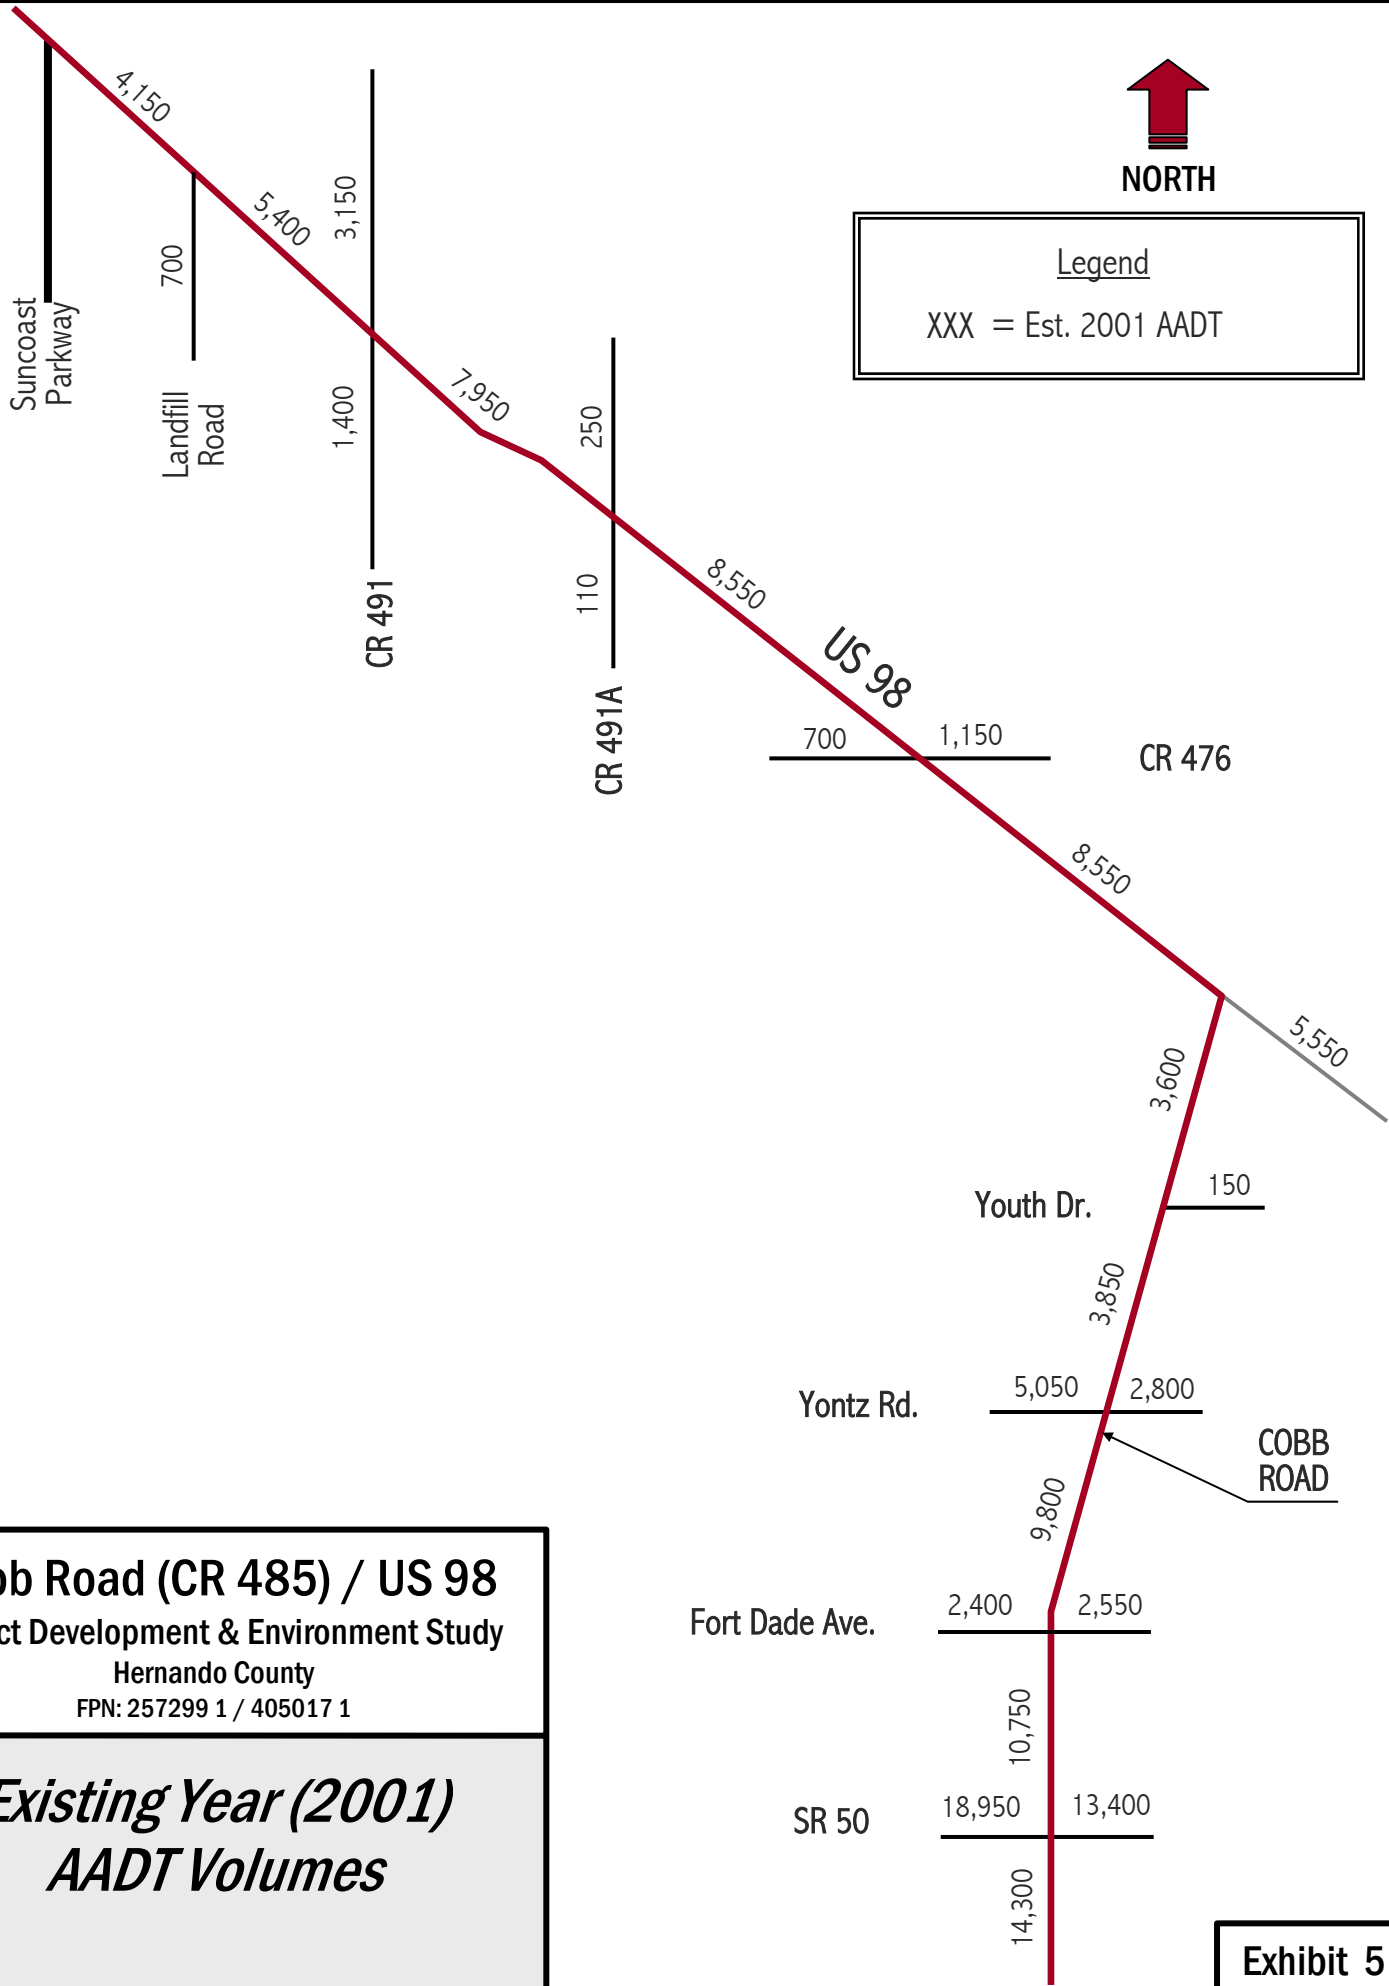 4,150
5,400
3,150
700
Suncoast
Parkway
Landfill
Road
1,400
CR 491
7,950
250
110
CR 491A
8,550
US 98
700
1,150
CR 476
8,550
NORTH
Legend
XXX = Est. 2001 AADT
5,550
3,600
Youth Dr.
150
3,850
Yontz Rd.
5,050
2,800
COBB
ROAD
9,800
Fort Dade Ave.
2,400
2,550
10,750
SR 50
18,950
13,400
14,300
Road (CR 485) / US 98
Development & Environment Study
Hernando County
FPN: 257299 1 / 405017 1
Existing Year (2001)
AADT Volumes
Exhibit 5